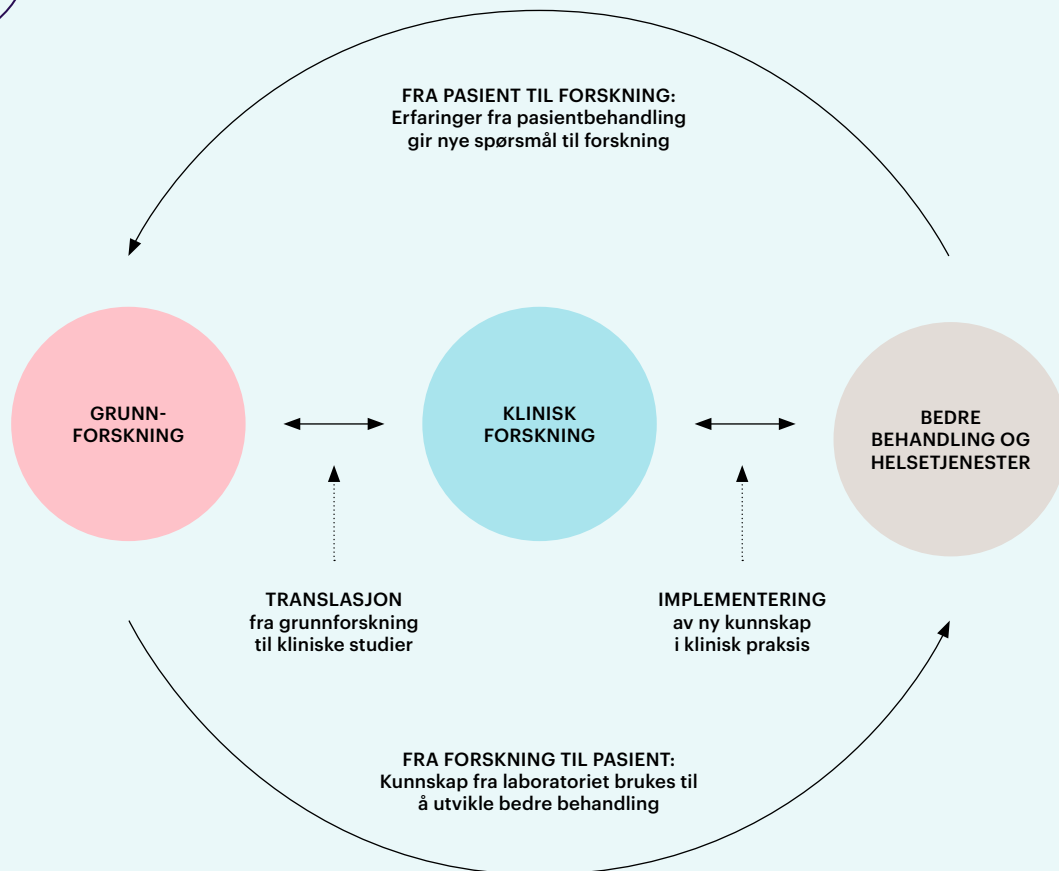 FRA PASIENT TIL FORSKNING:
Erfaringer fra pasientbehandling
gir nye spørsmål til forskning
GRUNN-
FORSKNING
KLINISK
FORSKNING
BEDRE
BEHANDLING OG
HELSETJENESTER
TRANSLASJON
fra grunnforskning
til kliniske studier
IMPLEMENTERING
av ny kunnskap
i klinisk praksis
FRA FORSKNING TIL PASIENT:
Kunnskap fra laboratoriet brukes til
å utvikle bedre behandling